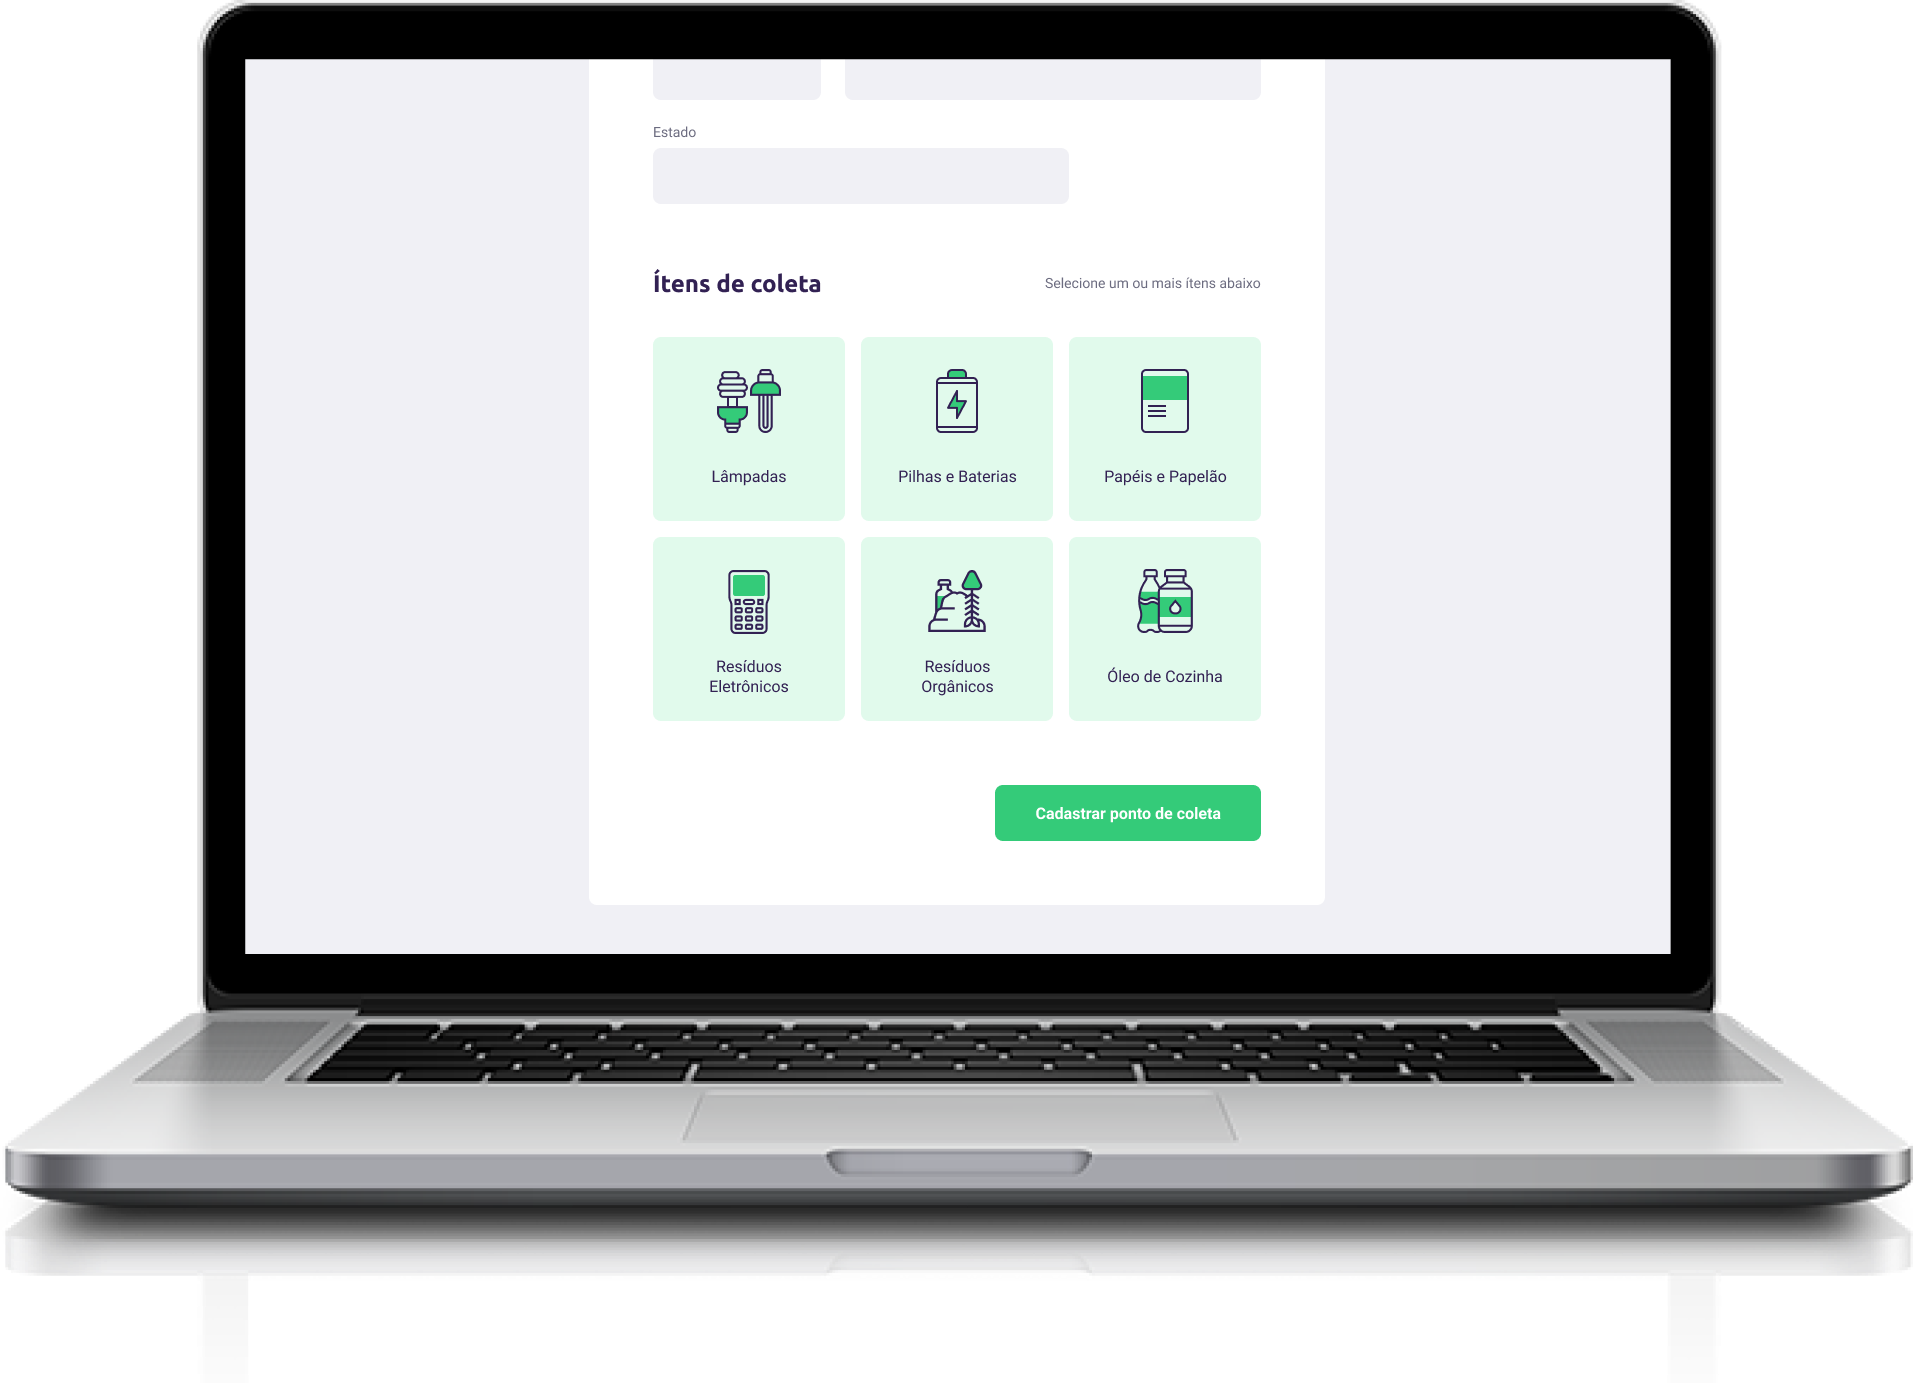 Estado
Ítens de coleta
Selecione um ou mais ítens abaixo
Lâmpadas
Pilhas e Baterias
Papéis e Papelão
Resíduos
Eletrônicos
Resíduos
Orgânicos
Óleo de Cozinha
Cadastrar ponto de coleta